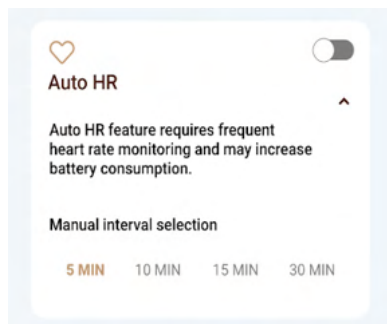 Auto HR
Auto HR feature requires frequent
heart rate monitoring and may increase
battery consumption.
Manual interval selection
5 MIN 10 MIN 15 MIN 30 MIN